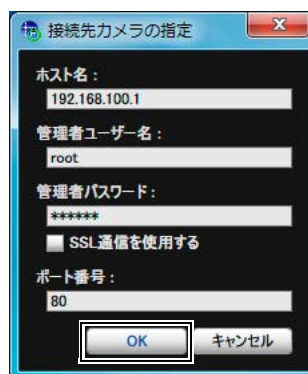 接続先カメラの指定
ホスト名：
192.168.100.1
管理者ユーザー名：
root
管理者パスワード：
******
SSL通信を使用する
ポート番号：
80
OK キャンセル